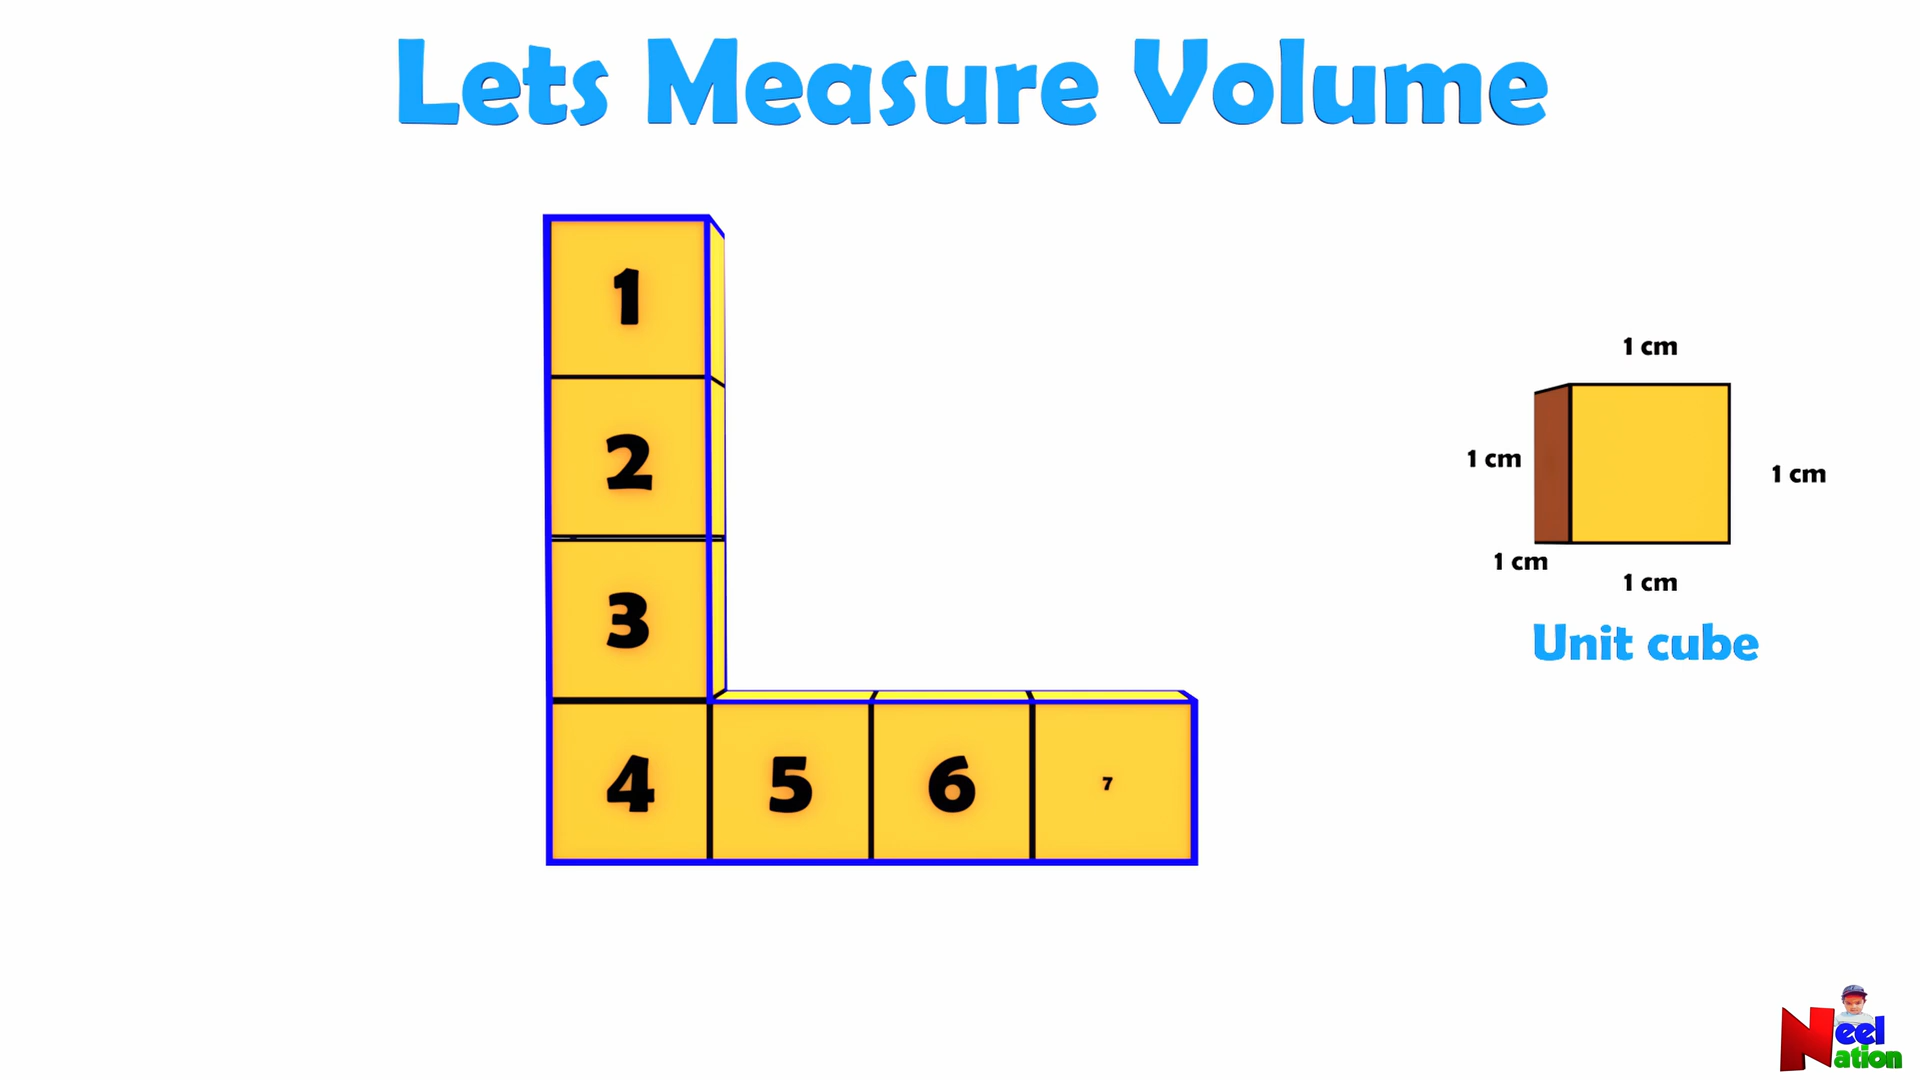 Lets Measure Volume
1
2
3
4 5 6 7
1 cm
1 cm
1 cm
1 cm
1 cm
Unit cube
Neel
Nation